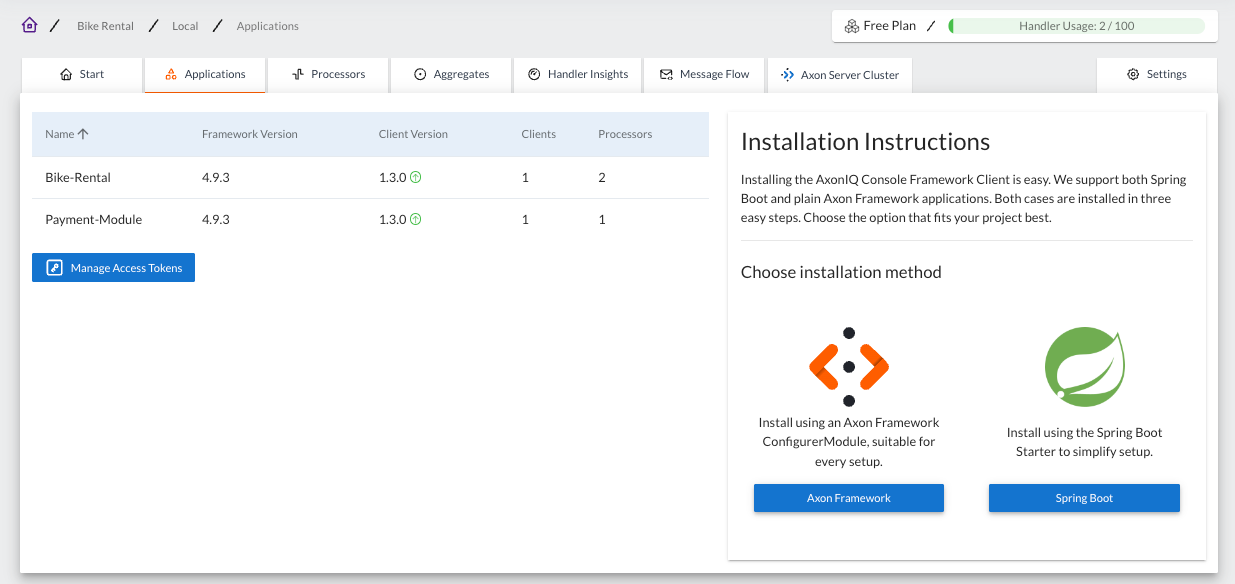 Bike Rental / Local / Applications
Free Plan / Handler Usage: 2 / 100
Start
Applications
Processors
Aggregates
Handler Insights
Message Flow
Axon Server Cluster
Settings
Name Framework Version Client Version Clients Processors
Bike-Rental 4.9.3 1.3.0 1 2
Payment-Module 4.9.3 1.3.0 1 1
Manage Access Tokens
Installation Instructions
Installing the AxonIQ Console Framework Client is easy. We support both Spring
Boot and plain Axon Framework applications. Both cases are installed in three
easy steps. Choose the option that fits your project best.
Choose installation method
Install using an Axon Framework
ConfigurerModule, suitable for
every setup.
Axon Framework
Install using the Spring Boot
Starter to simplify setup.
Spring Boot